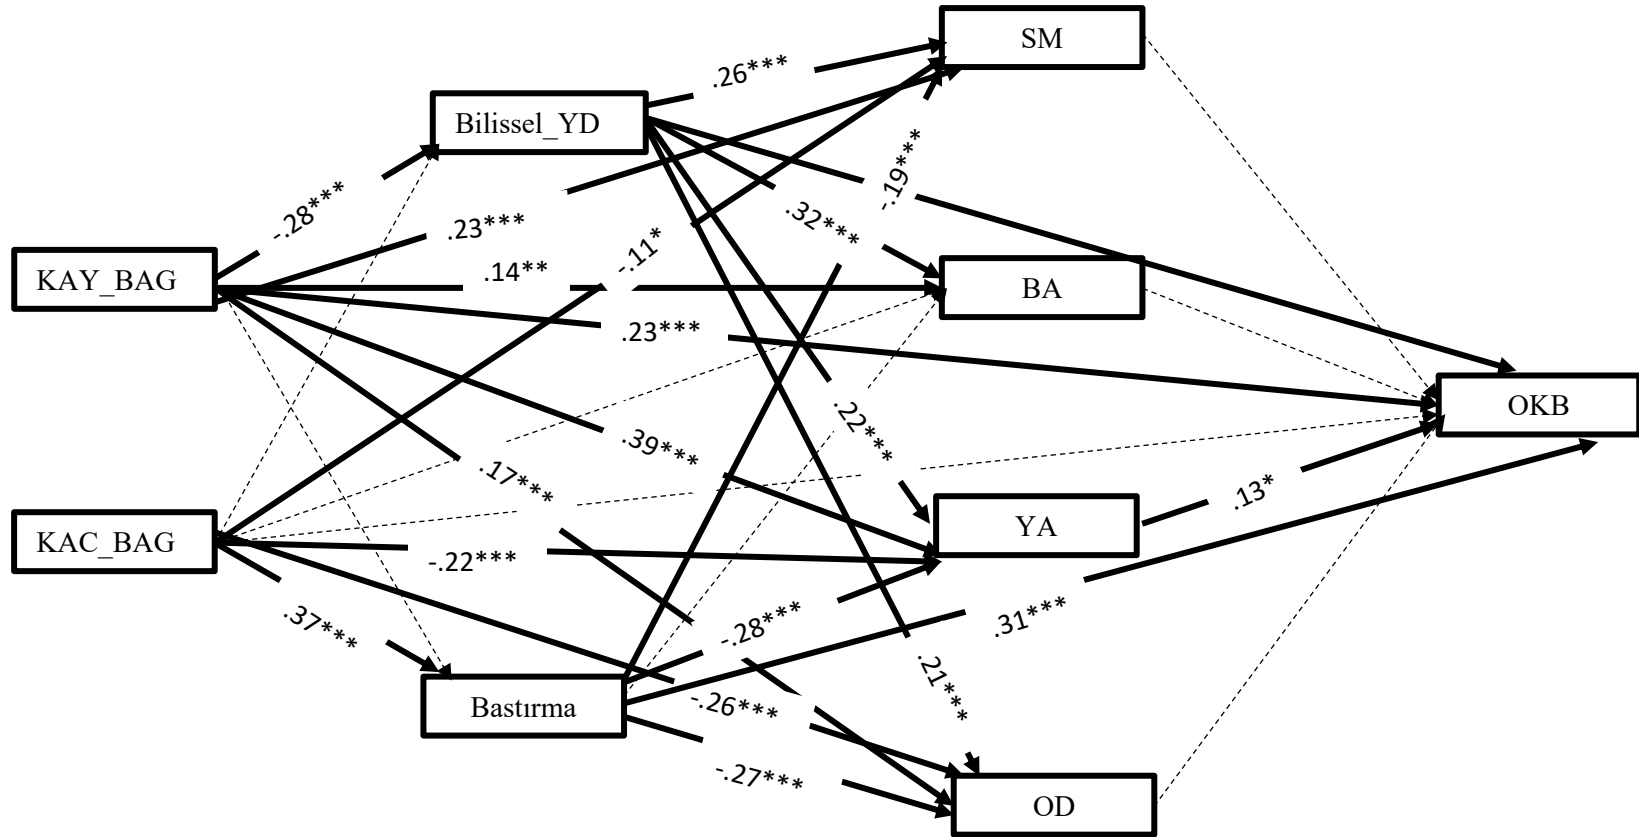 SM
.26***
Bilissel_YD
-.19***
-.28***
.32***
.23***
-.11*
KAY_BAG
.14**
BA
.23***
OKB
.22***
.39***
.17***
.13*
KAC_BAG
YA
-.22***
.37***
-.28***
.31***
.21***
Bastırma
-.26***
-.27***
OD